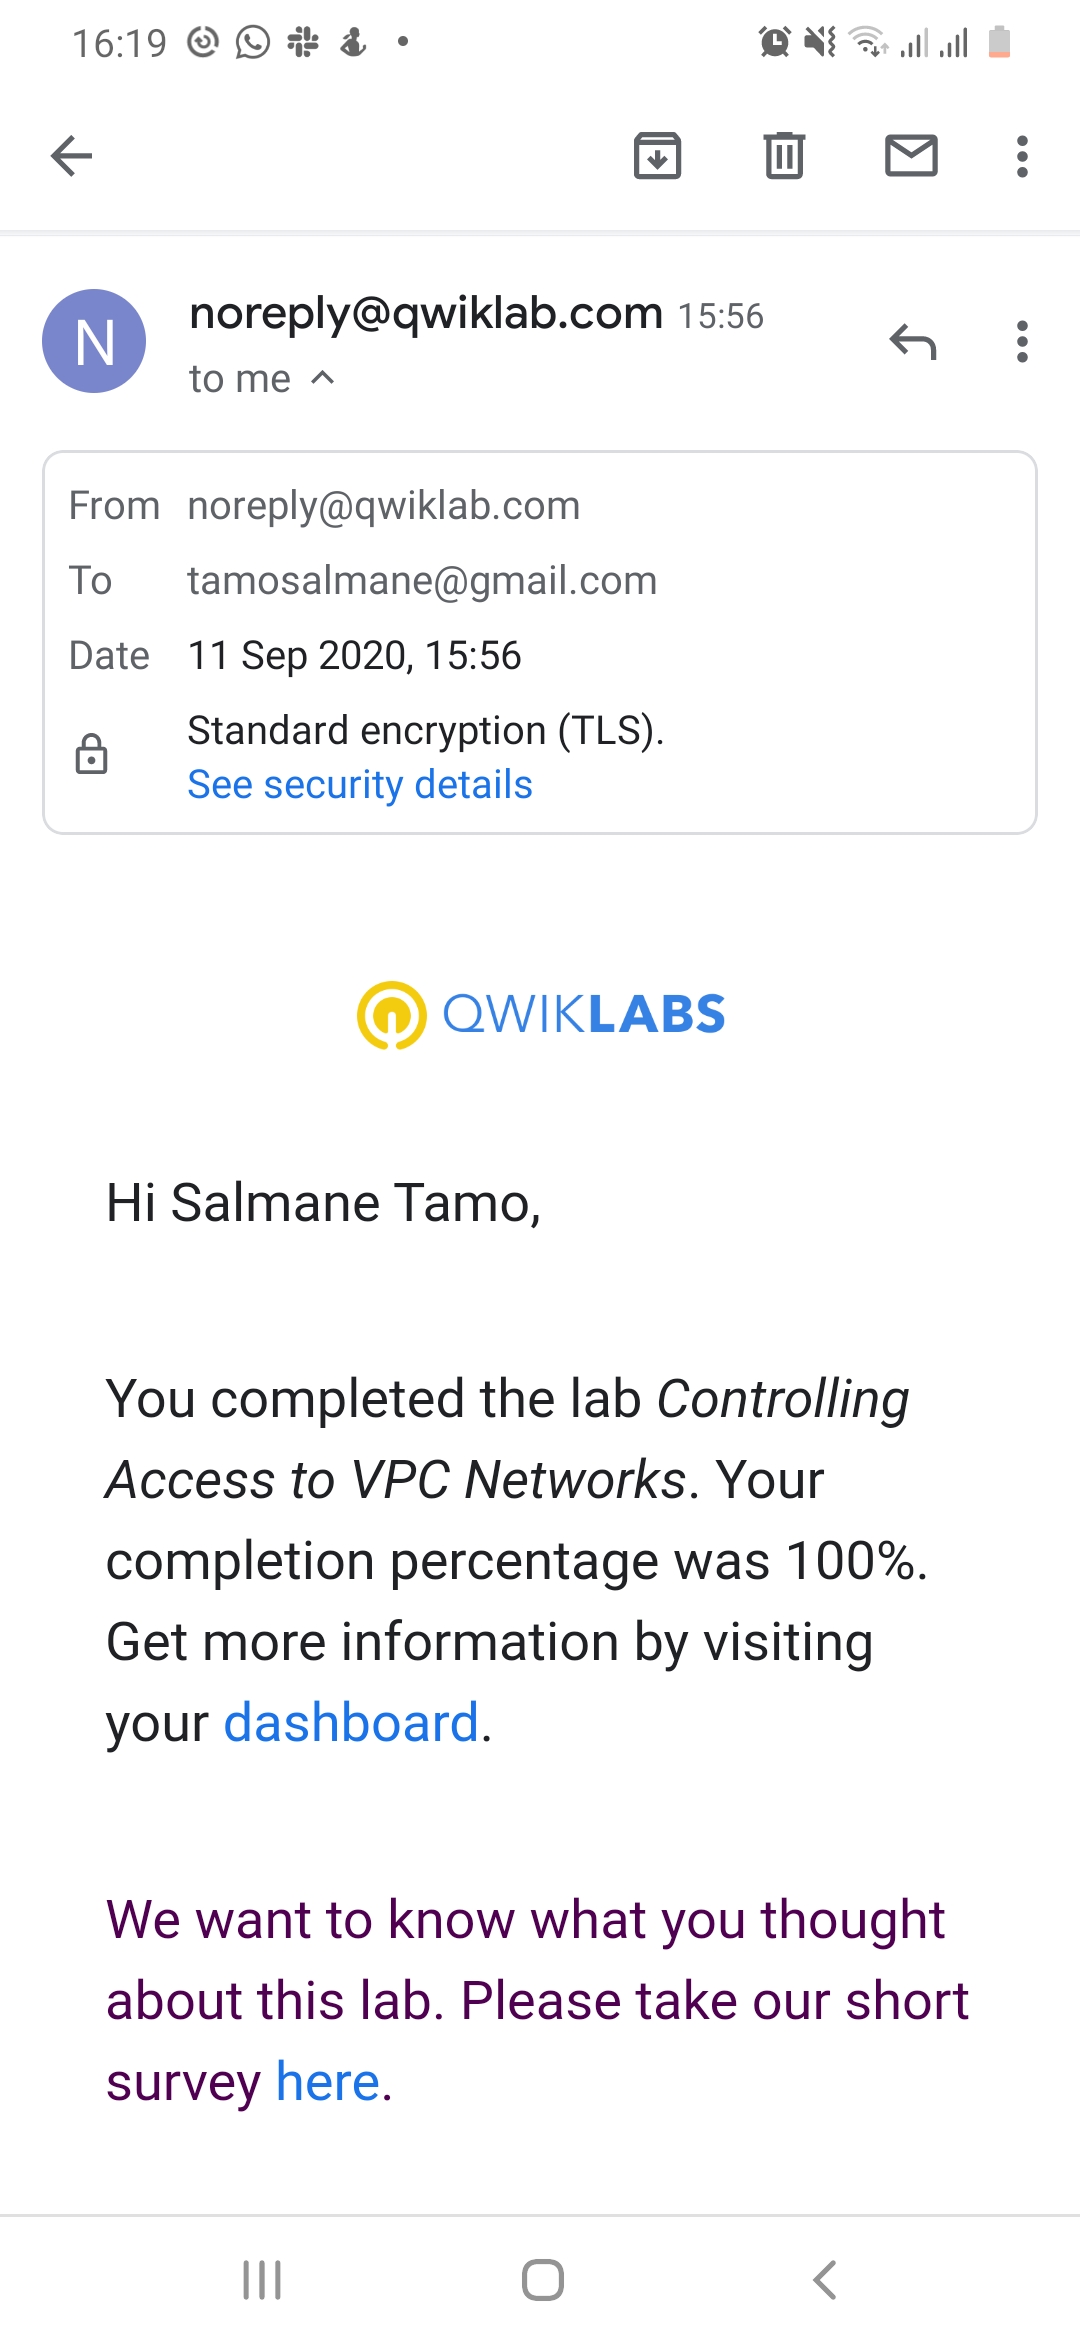 16:19
noreply@qwiklab.com 15:56
N
to me
From noreply@qwiklab.com
To tamosalmane@gmail.com
Date 11 Sep 2020, 15:56
Standard encryption (TLS).
See security details
QWIKLABS
Hi Salmane Tamo,
You completed the lab Controlling
Access to VPC Networks. Your
completion percentage was 100%.
Get more information by visiting
your dashboard.
We want to know what you thought
about this lab. Please take our short
survey here.